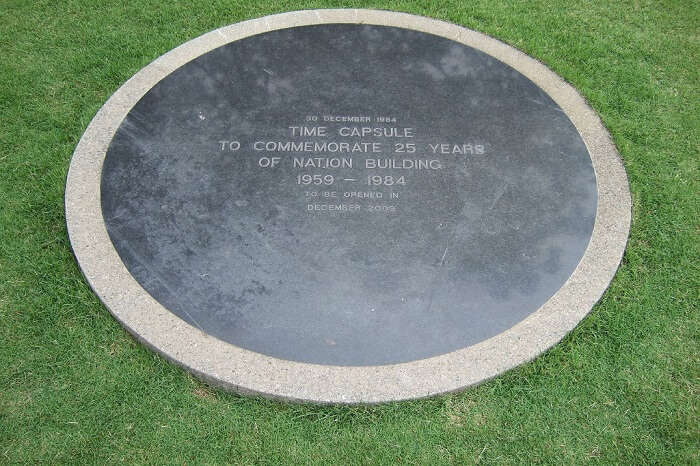 30 DECEMBER 1984
TIME CAPSULE
TO COMMEMORATE 25 YEARS
OF NATION BUILDING
1959 - 1984
TO BE OPENED IN
DECEMBER 2009